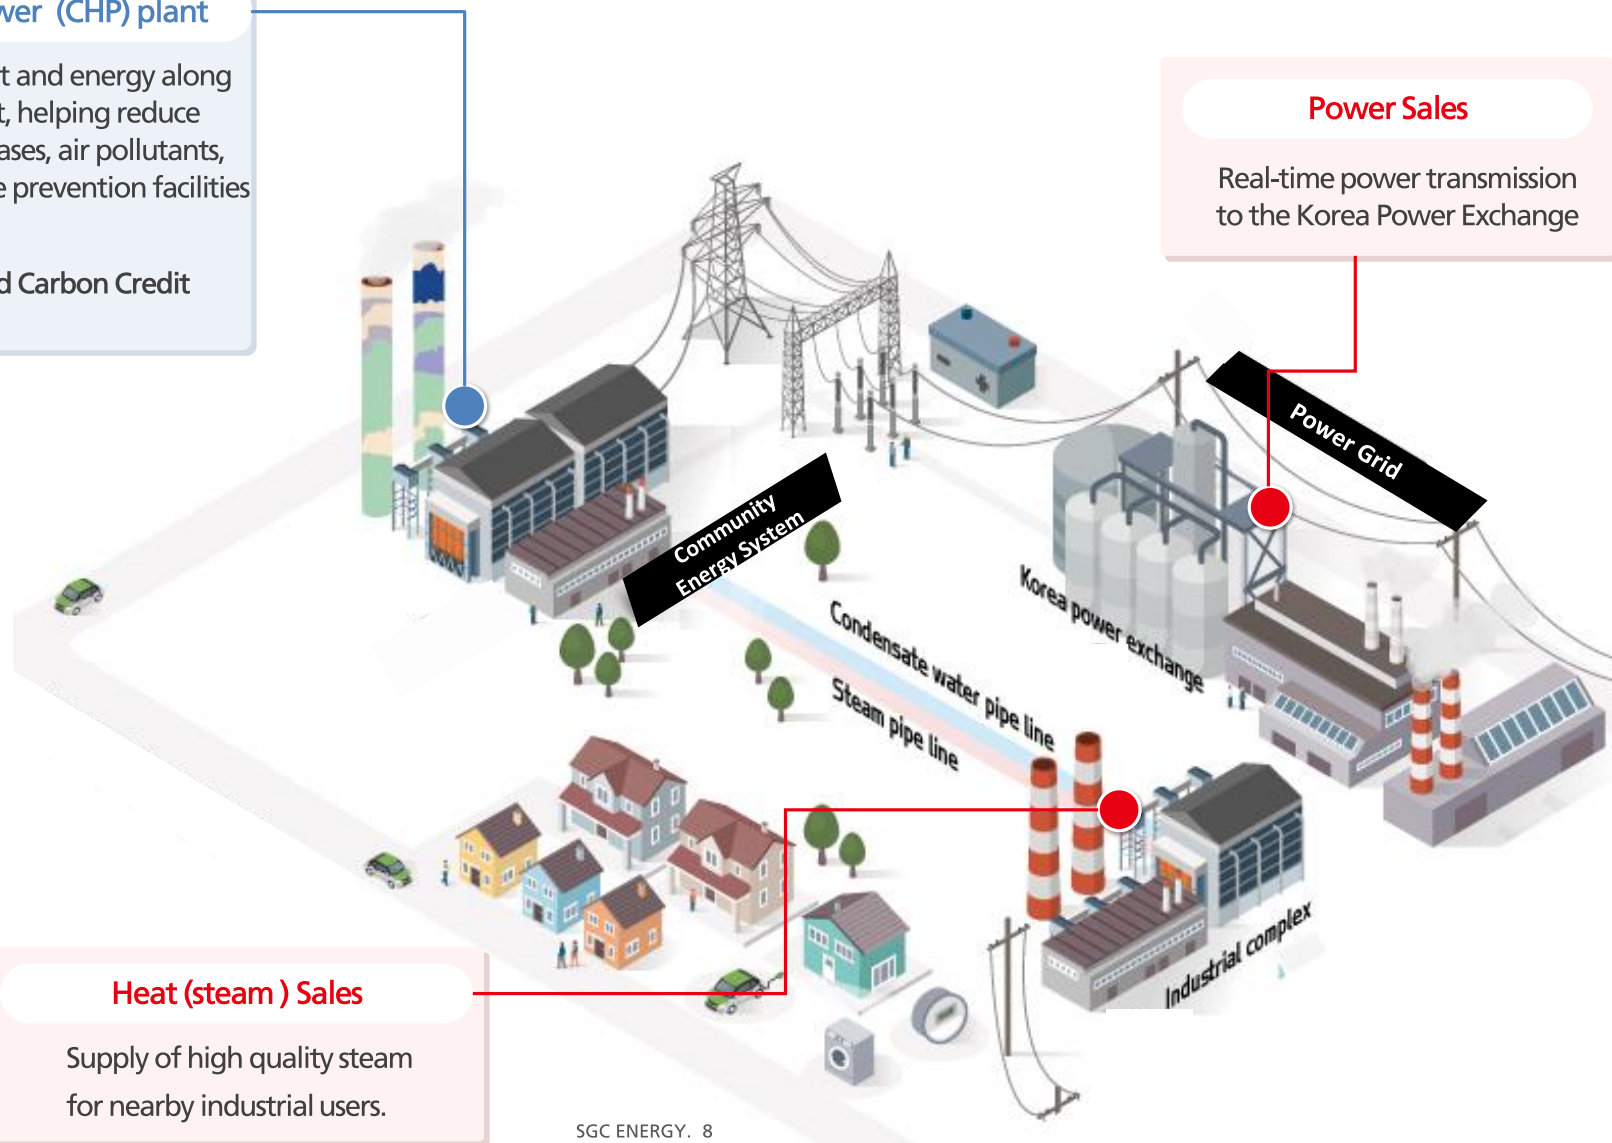 wer (CHP) plant
t and energy along
t, helping reduce
ases, air pollutants,
e prevention facilities
d Carbon Credit
Power Sales
Real-time power transmission
to the Korea Power Exchange
Power Grid
Community
Energy System
Korea power exchange
Condensate water pipe line
Steam pipe line
Industrial complex
Heat (steam ) Sales
Supply of high quality steam
for nearby industrial users.
SGC ENERGY. 8